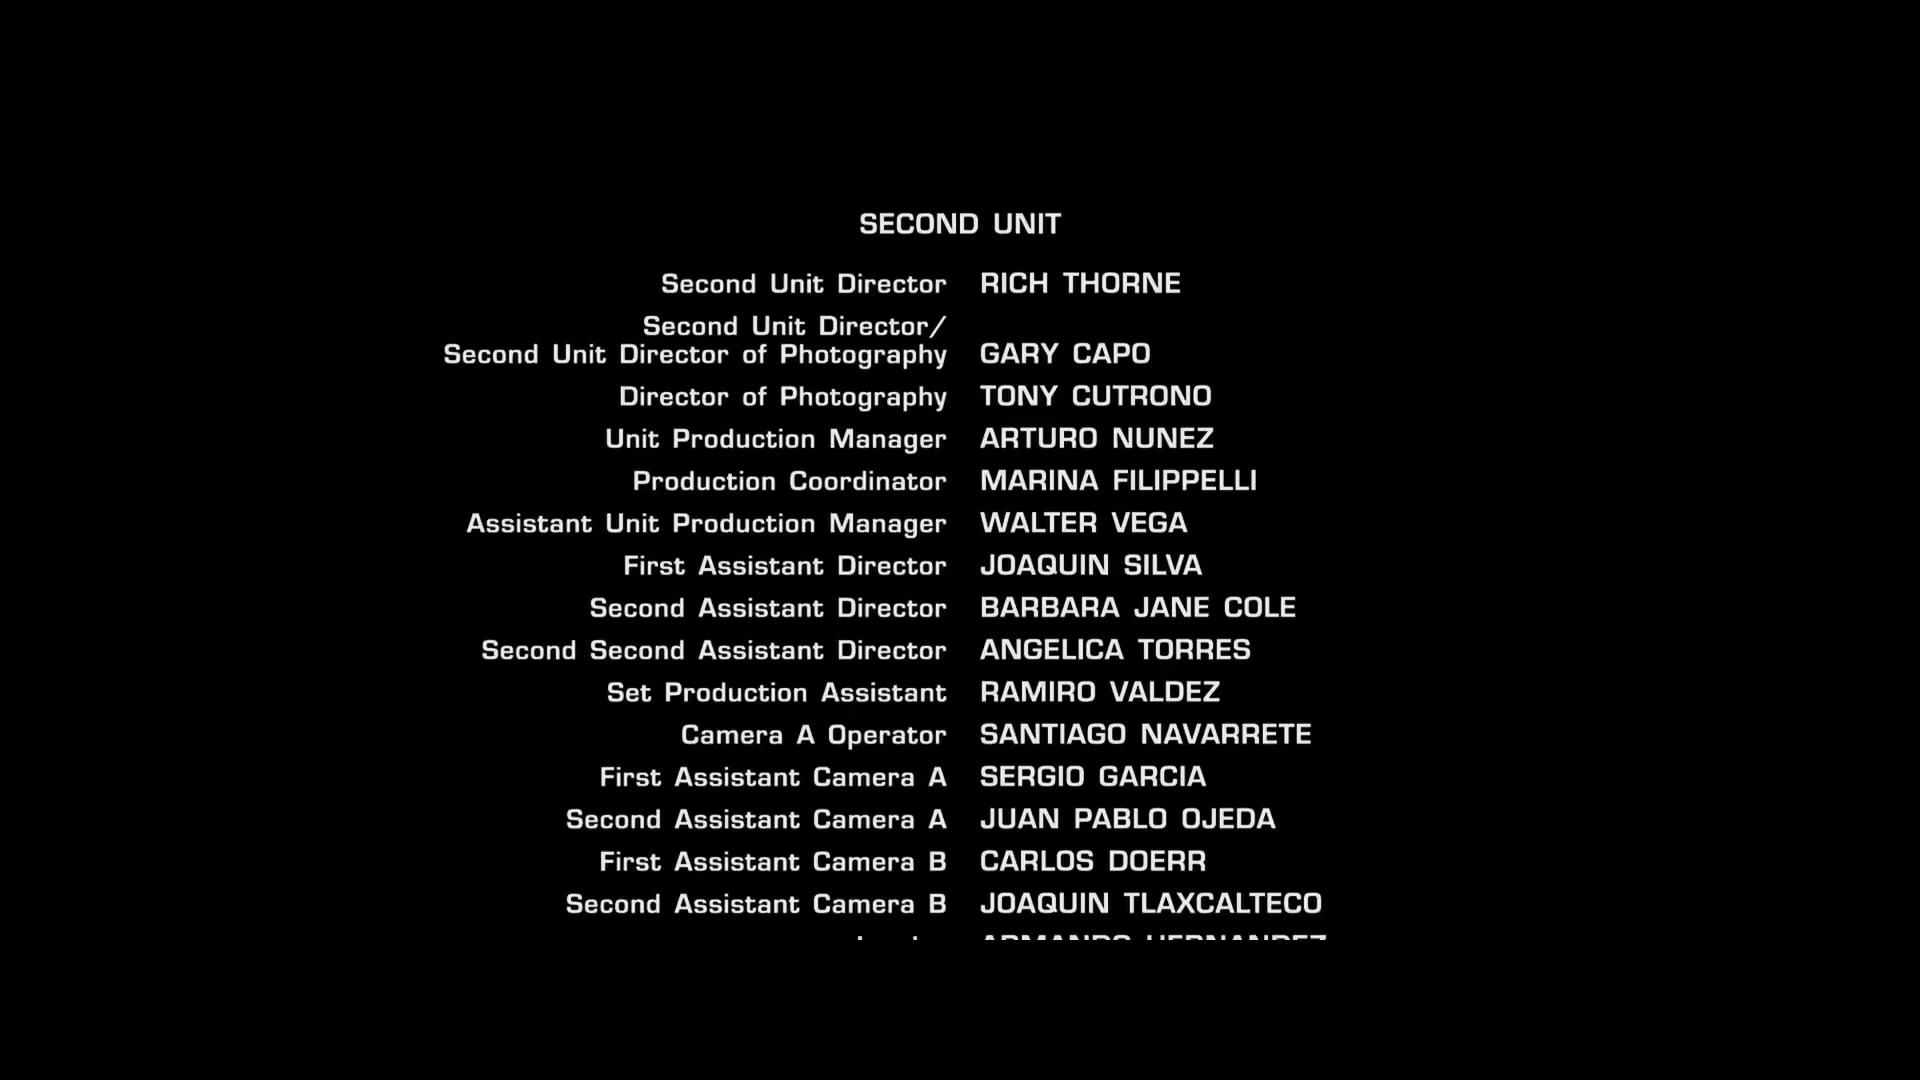 SECOND UNIT
Second Unit Director RICH THORNE
Second Unit Director/
Second Unit Director of Photography GARY CAPO
Director of Photography TONY CUTRONO
Unit Production Manager ARTURO NUNEZ
Production Coordinator MARINA FILIPPELLI
Assistant Unit Production Manager WALTER VEGA
First Assistant Director JOAQUIN SILVA
Second Assistant Director BARBARA JANE COLE
Second Second Assistant Director ANGELICA TORRES
Set Production Assistant RAMIRO VALDEZ
Camera A Operator SANTIAGO NAVARRETE
First Assistant Camera A SERGIO GARCIA
Second Assistant Camera A JUAN PABLO OJEDA
First Assistant Camera B CARLOS DOERR
Second Assistant Camera B JOAQUIN TLAXCALTECO
ARMANDO HERNANDEZ